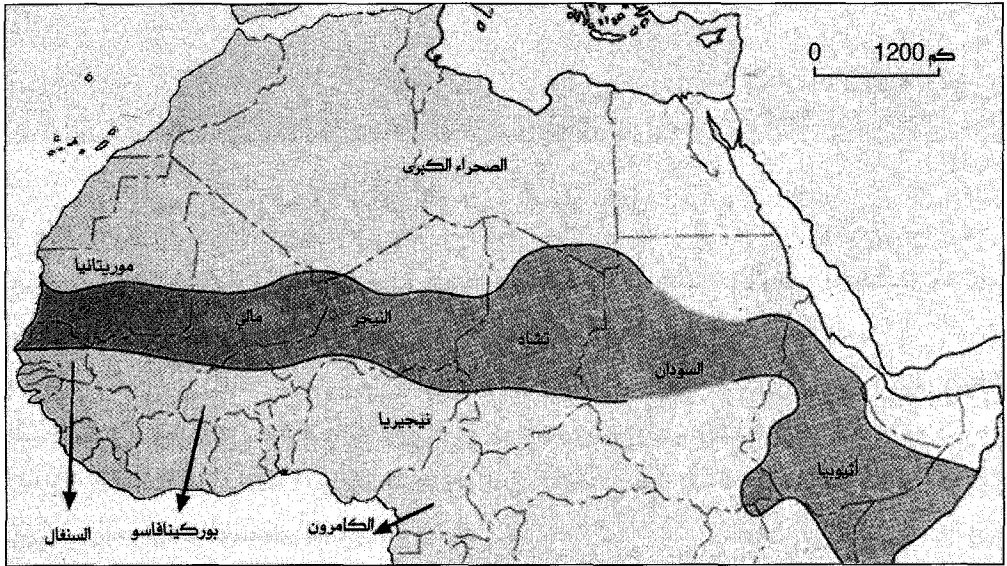 0 1200 كم
الصحراء الكبرى
موريتانيا
مالي
النيجر
تشاد
السودان
نيجيريا
أثيوبيا
السنغال
بوركينافاسو
الكامرون